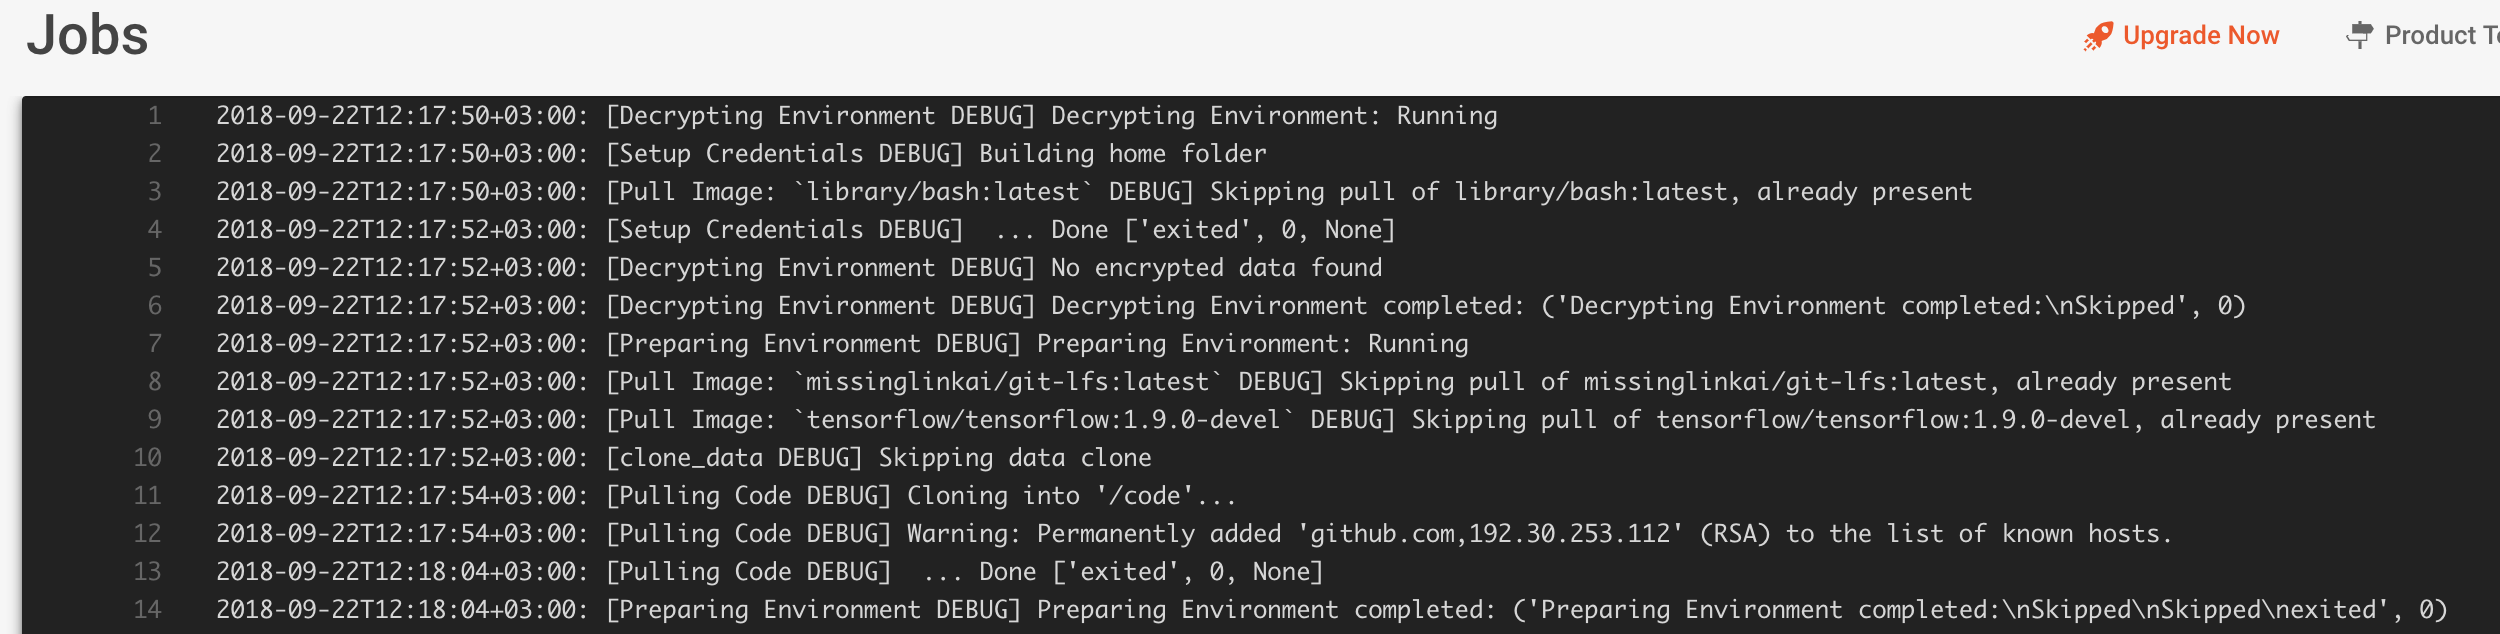 Jobs
Upgrade Now
Product
1 2018-09-22T12:17:50+03:00: [Decrypting Environment DEBUG] Decrypting Environment: Running
2 2018-09-22T12:17:50+03:00: [Setup Credentials DEBUG] Building home folder
3 2018-09-22T12:17:50+03:00: [Pull Image: `library/bash:latest` DEBUG] Skipping pull of library/bash:latest, already present
4 2018-09-22T12:17:52+03:00: [Setup Credentials DEBUG]  ... Done ['exited', 0, None]
5 2018-09-22T12:17:52+03:00: [Decrypting Environment DEBUG] No encrypted data found
6 2018-09-22T12:17:52+03:00: [Decrypting Environment DEBUG] Decrypting Environment completed: ('Decrypting Environment completed:\nSkipped', 0)
7 2018-09-22T12:17:52+03:00: [Preparing Environment DEBUG] Preparing Environment: Running
8 2018-09-22T12:17:52+03:00: [Pull Image: `missinglinkai/git-lfs:latest` DEBUG] Skipping pull of missinglinkai/git-lfs:latest, already present
9 2018-09-22T12:17:52+03:00: [Pull Image: `tensorflow/tensorflow:1.9.0-devel` DEBUG] Skipping pull of tensorflow/tensorflow:1.9.0-devel, already present
10 2018-09-22T12:17:52+03:00: [clone_data DEBUG] Skipping data clone
11 2018-09-22T12:17:54+03:00: [Pulling Code DEBUG] Cloning into '/code'...
12 2018-09-22T12:17:54+03:00: [Pulling Code DEBUG] Warning: Permanently added 'github.com,192.30.253.112' (RSA) to the list of known hosts.
13 2018-09-22T12:18:04+03:00: [Pulling Code DEBUG]  ... Done ['exited', 0, None]
14 2018-09-22T12:18:04+03:00: [Preparing Environment DEBUG] Preparing Environment completed: ('Preparing Environment completed:\nSkipped\nSkipped\nexited', 0)